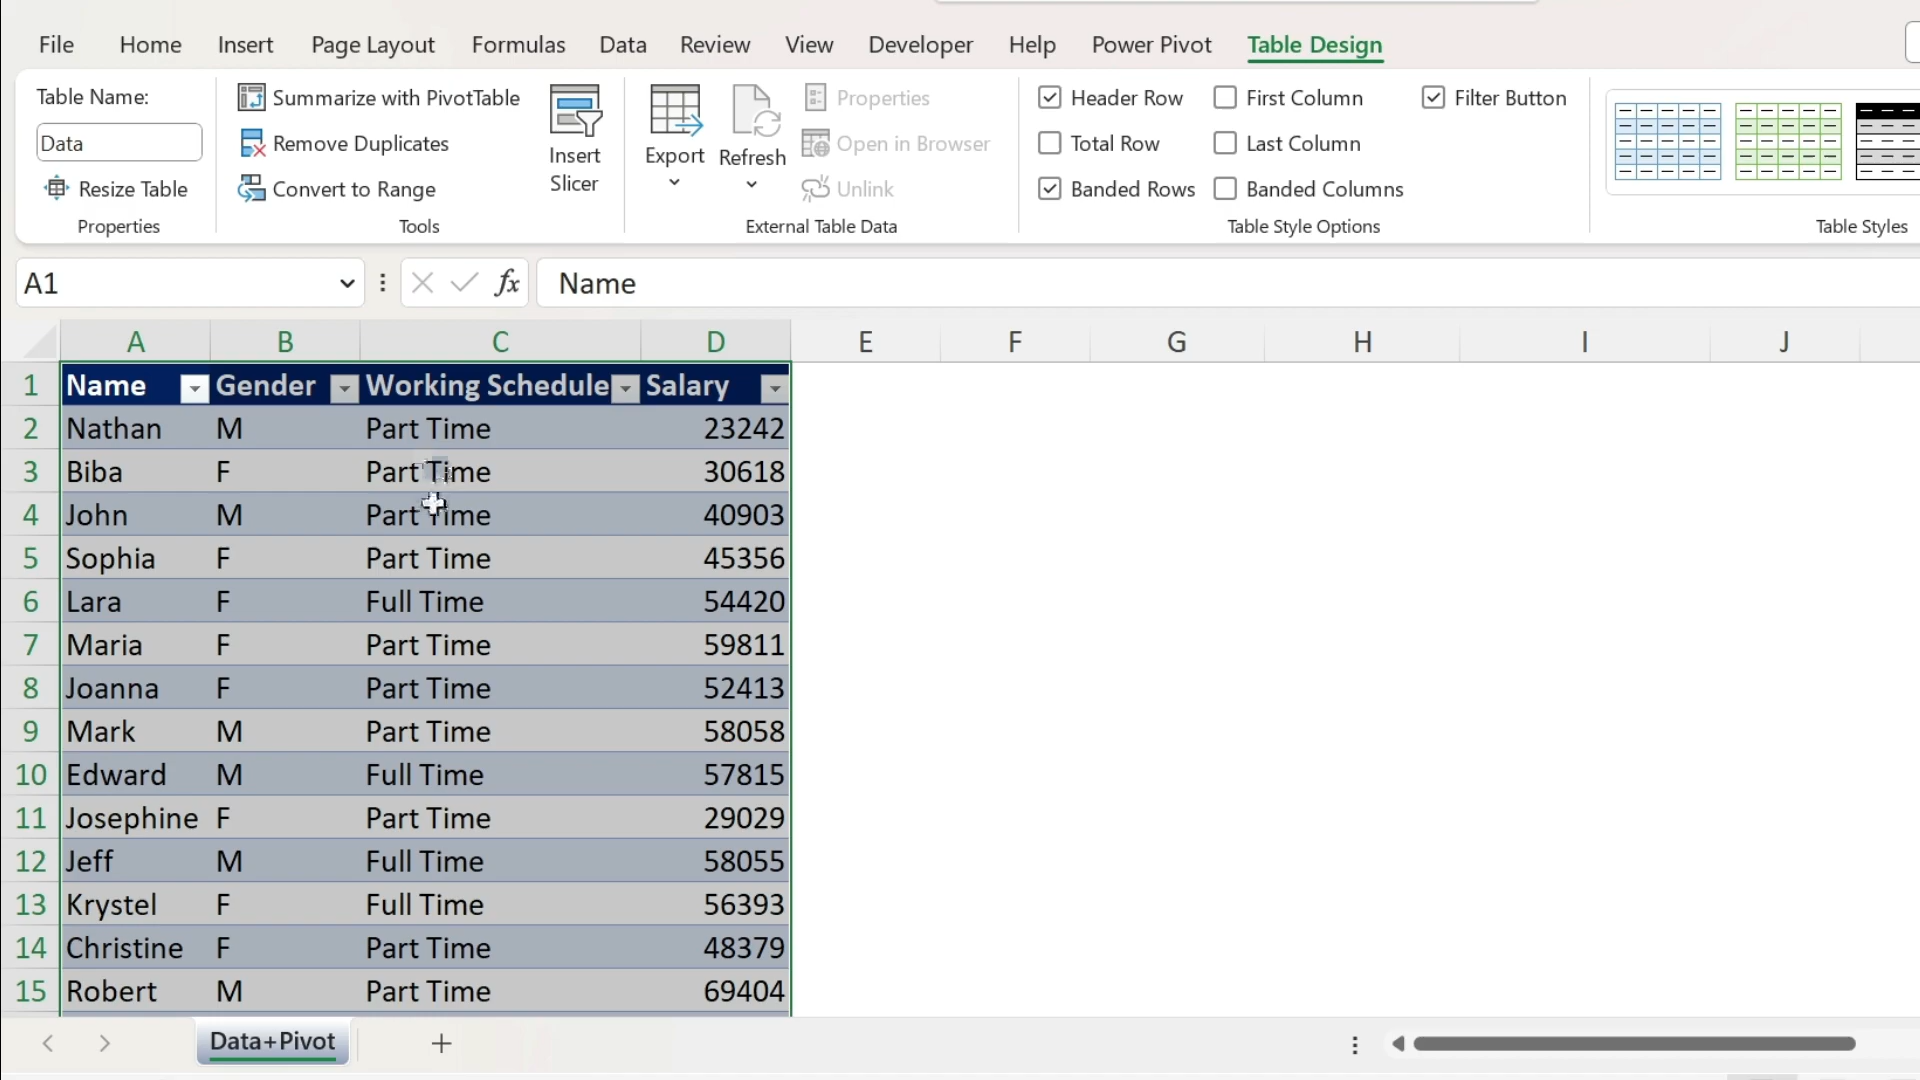 File Home Insert Page Layout Formulas Data Review View Developer Help Power Pivot Table Design
Table Name:
Data
Resize Table
Properties
Summarize with PivotTable
Remove Duplicates
Convert to Range
Insert
Slicer
Tools
Export
Refresh
Properties
Open in Browser
Unlink
External Table Data
Header Row First Column Filter Button
Total Row Last Column
Banded Rows Banded Columns
Table Style Options
Table Styles
A1 fx Name
A B C D E F G H I J
1 Name Gender Working Schedule Salary
2 Nathan M Part Time 23242
3 Biba F Part Time 30618
4 John M Part Time 40903
5 Sophia F Part Time 45356
6 Lara F Full Time 54420
7 Maria F Part Time 59811
8 Joanna F Part Time 52413
9 Mark M Part Time 58058
10 Edward M Full Time 57815
11 Josephine F Part Time 29029
12 Jeff M Full Time 58055
13 Krystel F Full Time 56393
14 Christine F Part Time 48379
15 Robert M Part Time 69404
Data+Pivot